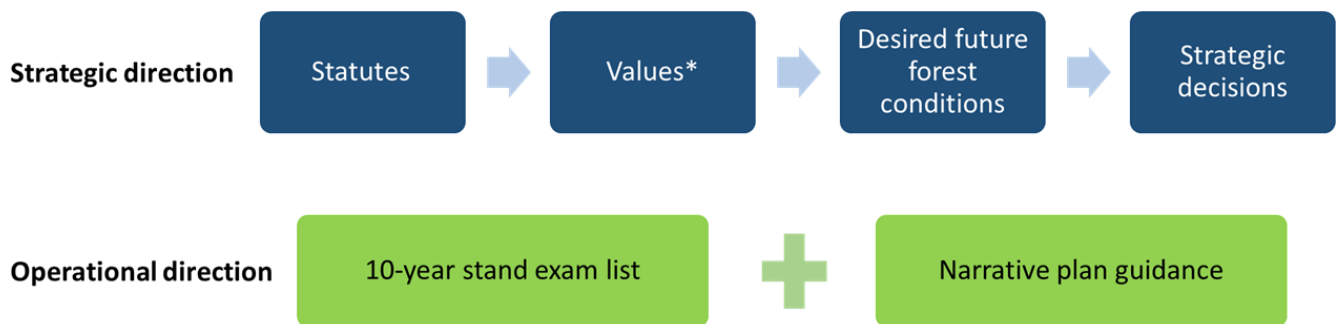 Strategic direction
Statutes
Values*
Desired future
forest
conditions
Strategic
decisions
Operational direction
10-year stand exam list
Narrative plan guidance